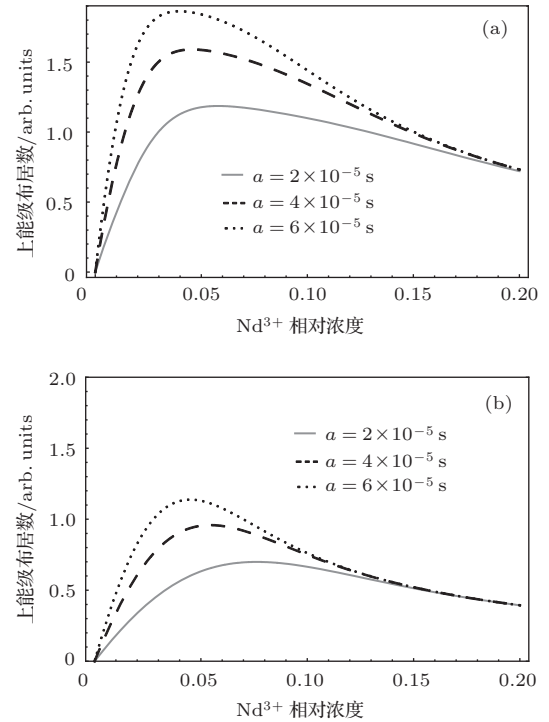 (a)
上能级布居数/arb. units
1.5
1.0
0.5
0
a = 2×10⁻⁵ s
a = 4×10⁻⁵ s
a = 6×10⁻⁵ s
0 0.05 0.10 0.15 0.20
Nd³⁺ 相对浓度
(b)
上能级布居数/arb. units
2.0
1.5
1.0
0.5
0
a = 2×10⁻⁵ s
a = 4×10⁻⁵ s
a = 6×10⁻⁵ s
0 0.05 0.10 0.15 0.20
Nd³⁺ 相对浓度